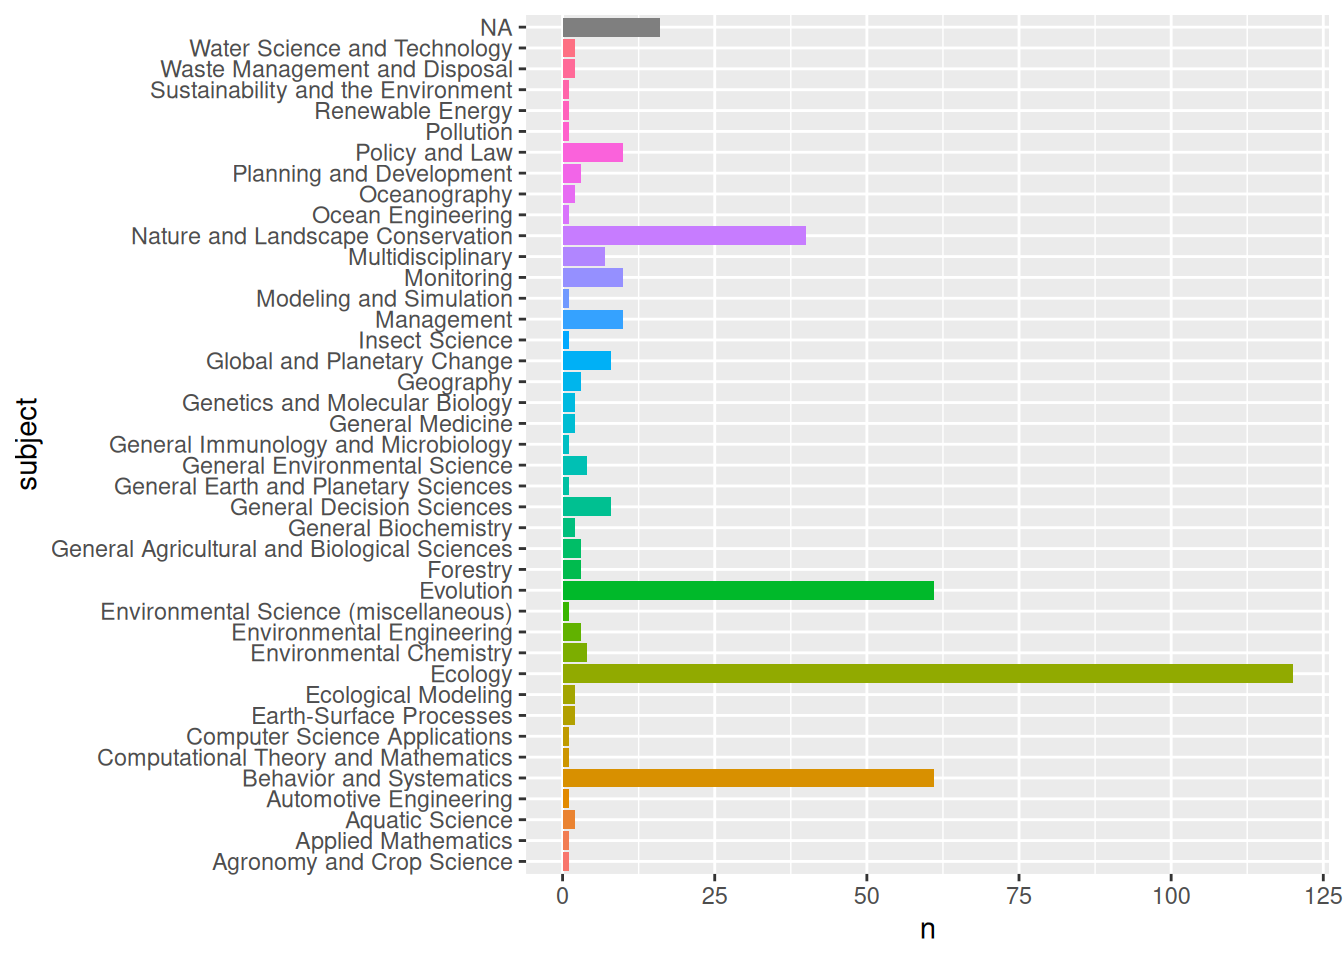 NA
Water Science and Technology
Waste Management and Disposal
Sustainability and the Environment
Renewable Energy
Pollution
Policy and Law
Planning and Development
Oceanography
Ocean Engineering
Nature and Landscape Conservation
Multidisciplinary
Monitoring
Modeling and Simulation
Management
Insect Science
Global and Planetary Change
Geography
Genetics and Molecular Biology
General Medicine
General Immunology and Microbiology
General Environmental Science
General Earth and Planetary Sciences
General Decision Sciences
General Biochemistry
General Agricultural and Biological Sciences
Forestry
Evolution
Environmental Science (miscellaneous)
Environmental Engineering
Environmental Chemistry
Ecology
Ecological Modeling
Earth-Surface Processes
Computer Science Applications
Computational Theory and Mathematics
Behavior and Systematics
Automotive Engineering
Aquatic Science
Applied Mathematics
Agronomy and Crop Science
subject
0 25 50 75 100 125
n